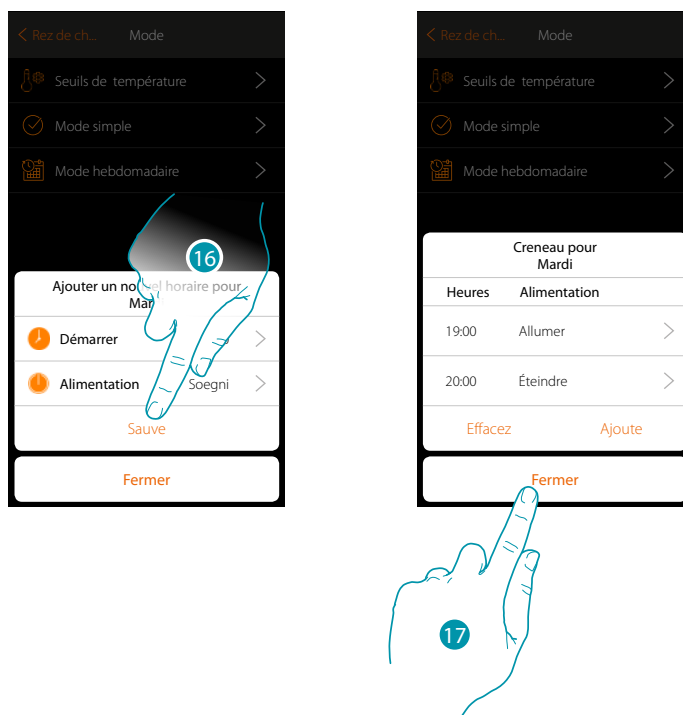 Rez de ch... Mode
Seuils de température
Mode simple
Mode hebdomadaire
16
Ajouter un nouvel horaire pour
Mar
Démarrer
Alimentation Soegni
Sauve
Fermer
Rez de ch... Mode
Seuils de température
Mode simple
Mode hebdomadaire
Creneau pour
Mardi
Heures Alimentation
19:00 Allumer
20:00 Éteindre
Effacez Ajoute
Fermer
17